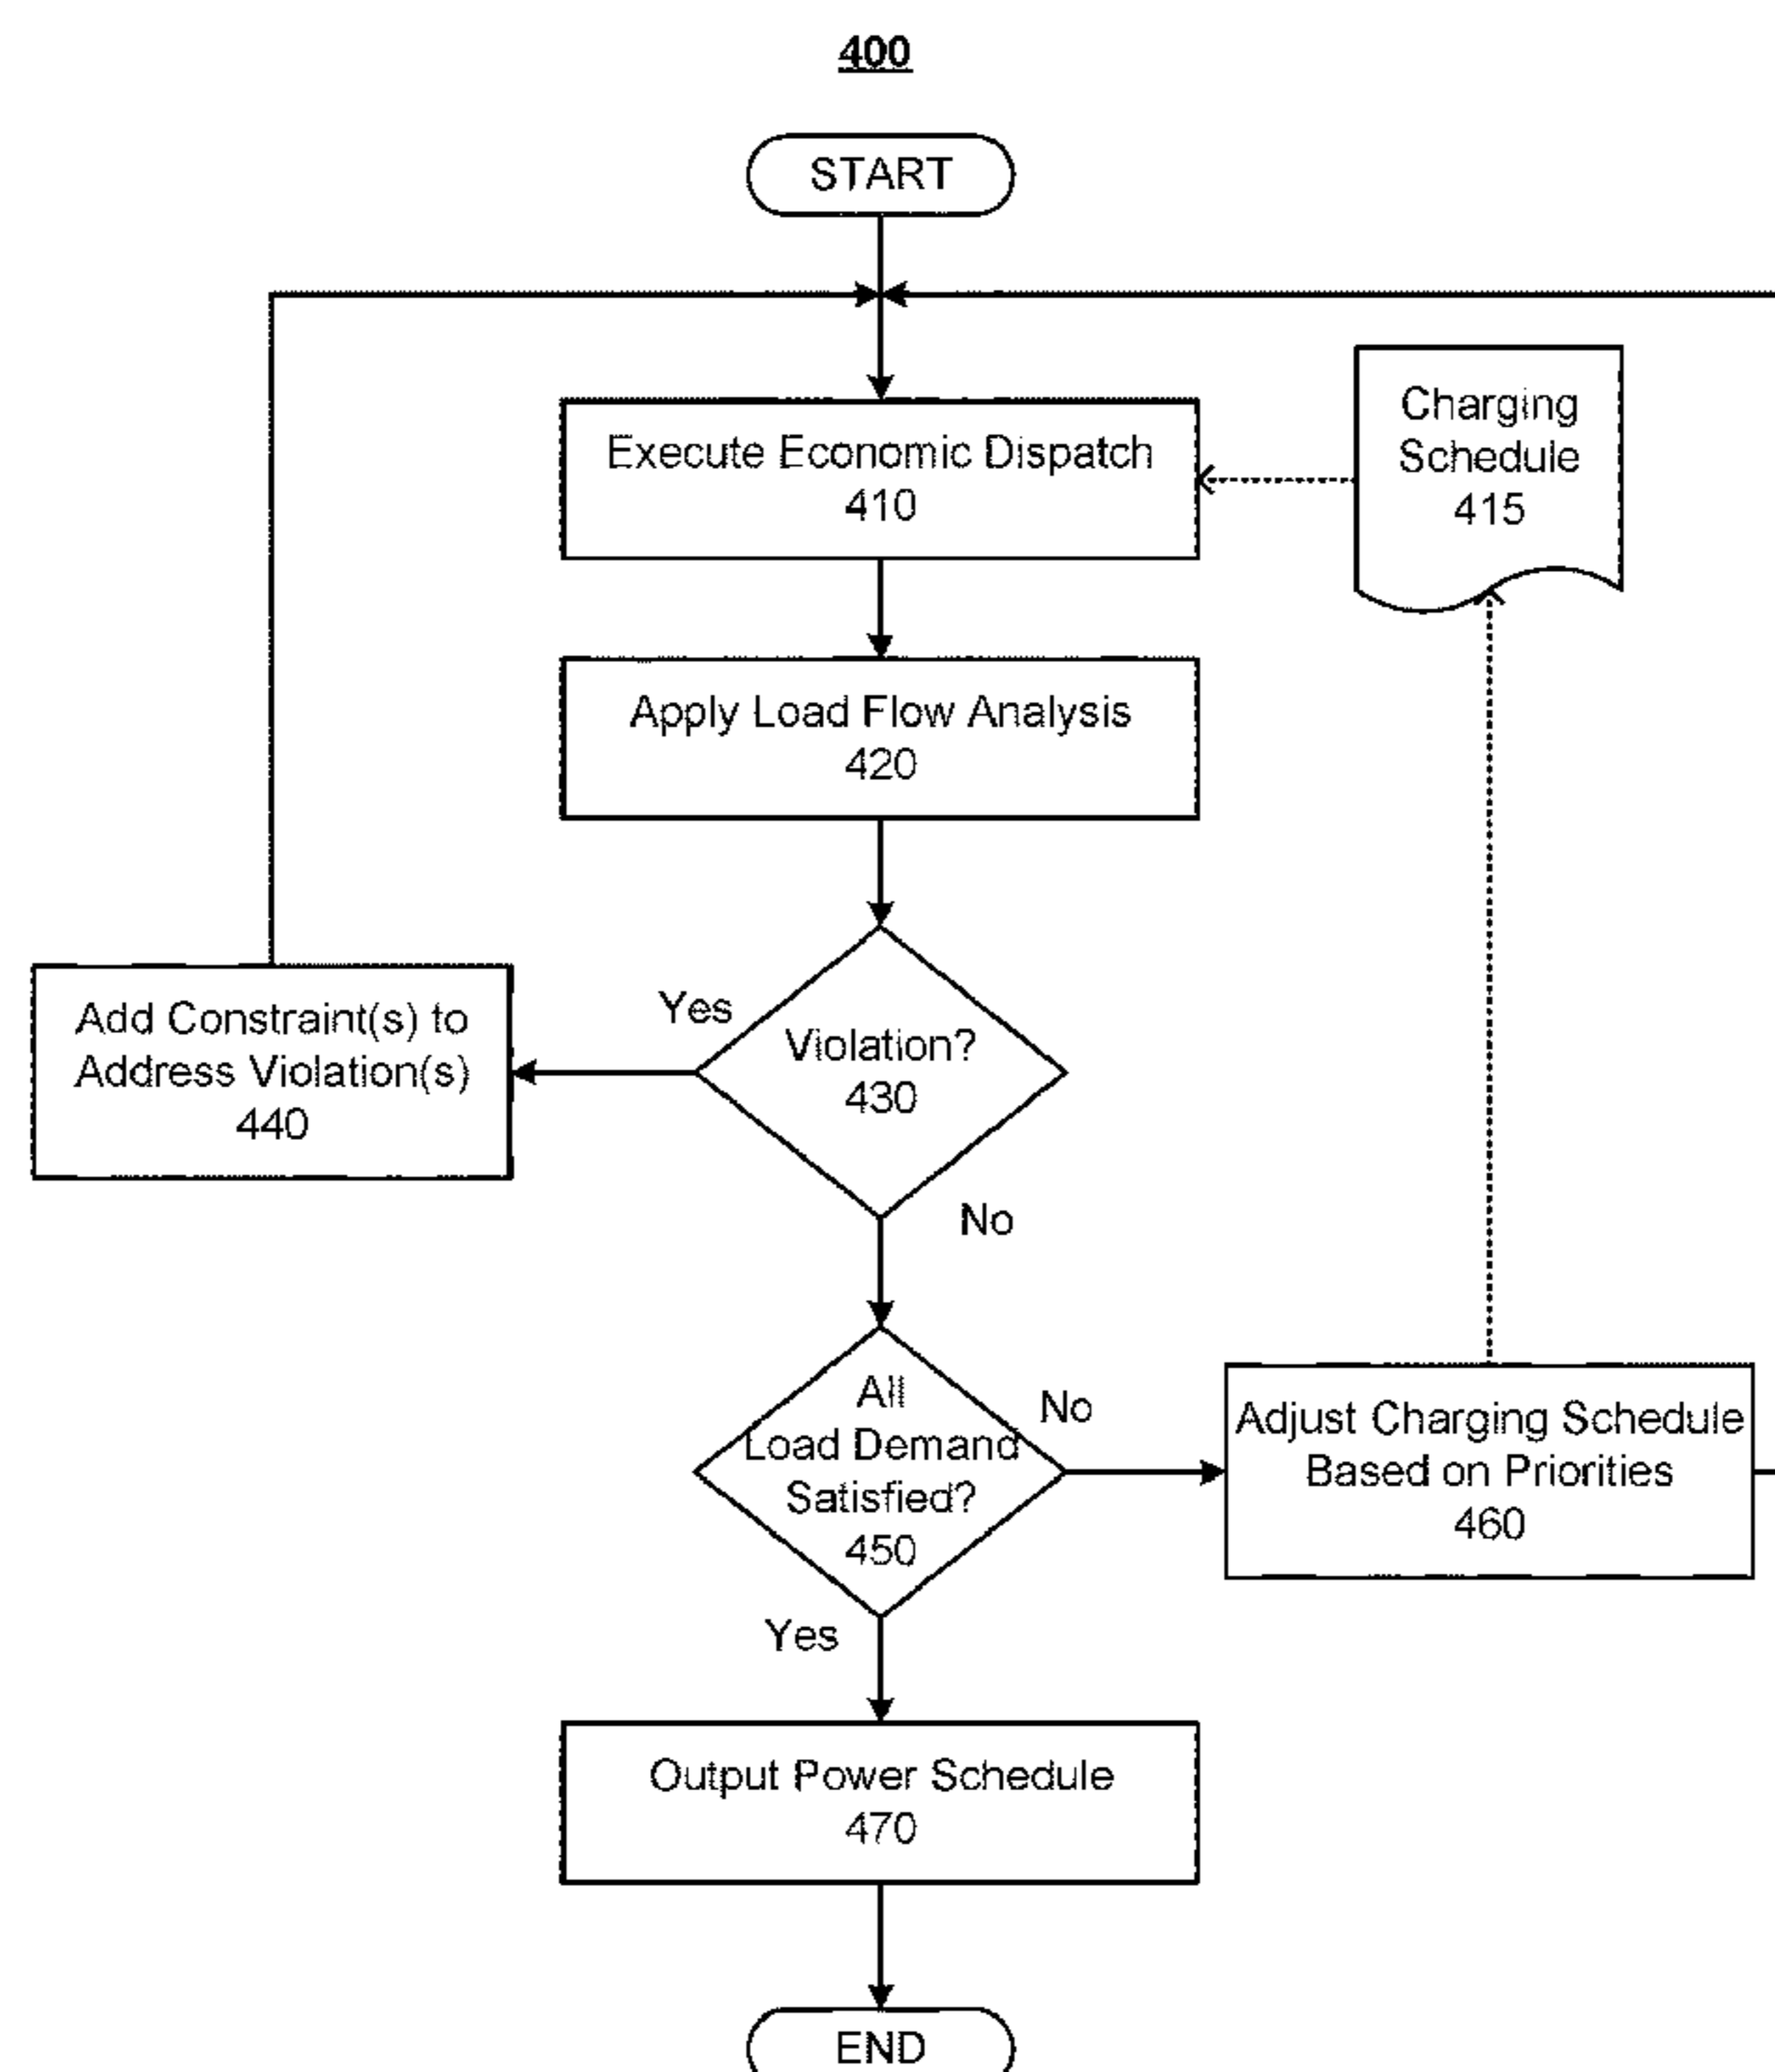 400
START
Execute Economic Dispatch
410
Charging
Schedule
415
Apply Load Flow Analysis
420
Yes
Violation?
430
Add Constraint(s) to
Address Violation(s)
440
No
All
Load Demand
Satisfied?
450
No
Adjust Charging Schedule
Based on Priorities
460
Yes
Output Power Schedule
470
END